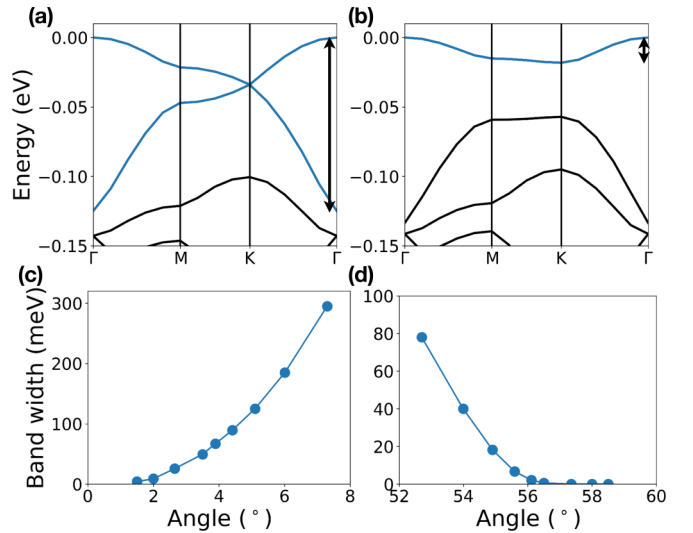 (a)
(b)
0.00
−0.05
−0.10
−0.15
Energy (eV)
Γ
M
K
Γ
0.00
−0.05
−0.10
−0.15
Γ
M
K
Γ
(c)
(d)
300
200
100
0
Band width (meV)
0
2
4
6
8
Angle (°)
100
80
60
40
20
0
52
54
56
58
60
Angle (°)